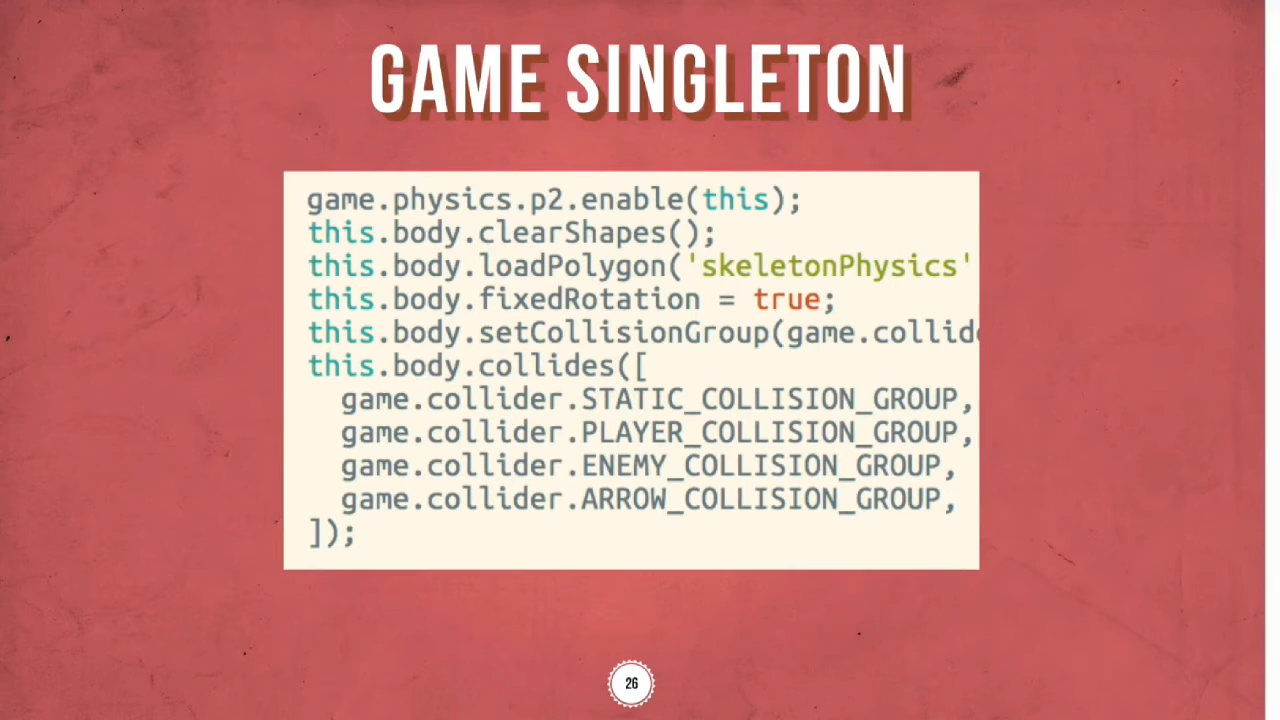 GAME SINGLETON
game.physics.p2.enable(this);
this.body.clearShapes();
this.body.loadPolygon('skeletonPhysics'
this.body.fixedRotation = true;
this.body.setCollisionGroup(game.collid
this.body.collides([
  game.collider.STATIC_COLLISION_GROUP,
  game.collider.PLAYER_COLLISION_GROUP,
  game.collider.ENEMY_COLLISION_GROUP,
  game.collider.ARROW_COLLISION_GROUP,
]);
26